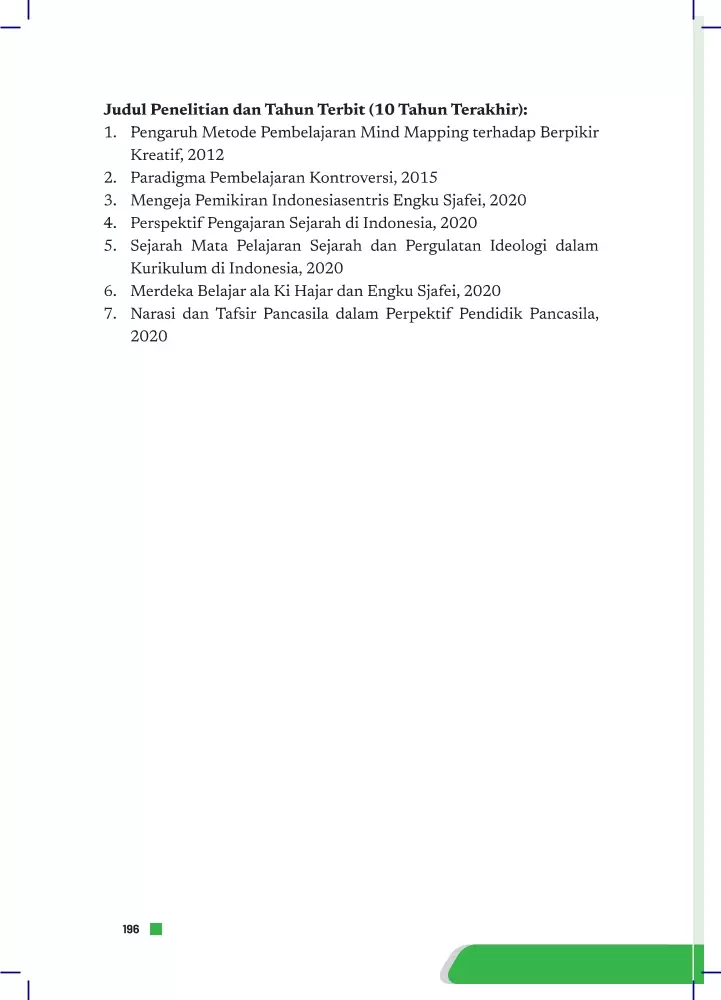 Judul Penelitian dan Tahun Terbit (10 Tahun Terakhir):
1. Pengaruh Metode Pembelajaran Mind Mapping terhadap Berpikir
Kreatif, 2012
2. Paradigma Pembelajaran Kontroversi, 2015
3. Mengeja Pemikiran Indonesiasentris Engku Sjafei, 2020
4. Perspektif Pengajaran Sejarah di Indonesia, 2020
5. Sejarah Mata Pelajaran Sejarah dan Pergulatan Ideologi dalam
Kurikulum di Indonesia, 2020
6. Merdeka Belajar ala Ki Hajar dan Engku Sjafei, 2020
7. Narasi dan Tafsir Pancasila dalam Perpektif Pendidik Pancasila,
2020
196